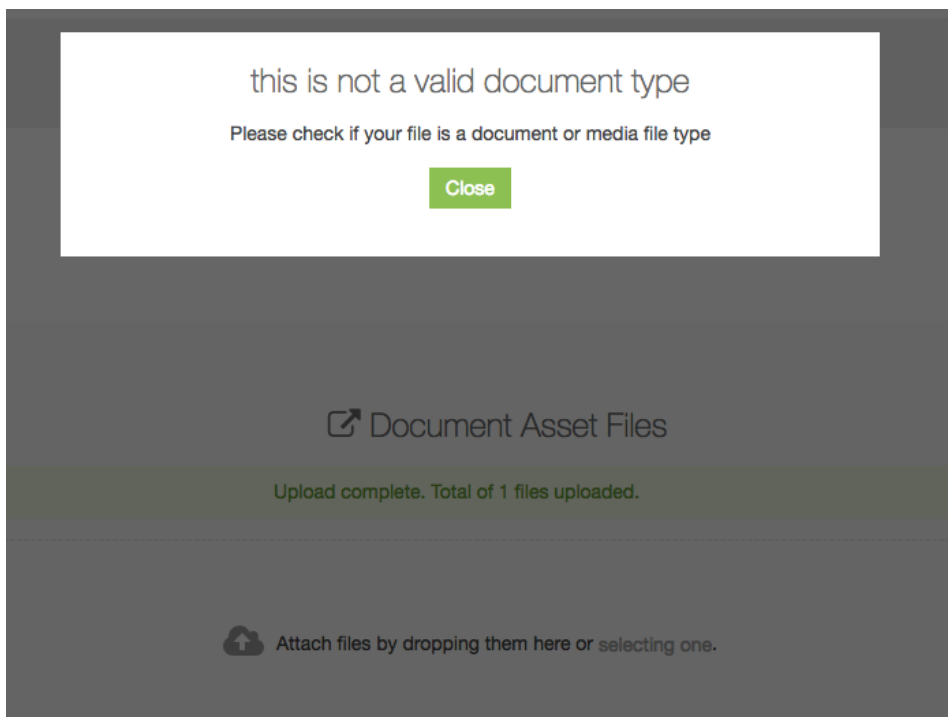 this is not a valid document type
Please check if your file is a document or media file type
Close
Document Asset Files
Upload complete. Total of 1 files uploaded.
Attach files by dropping them here or selecting one.